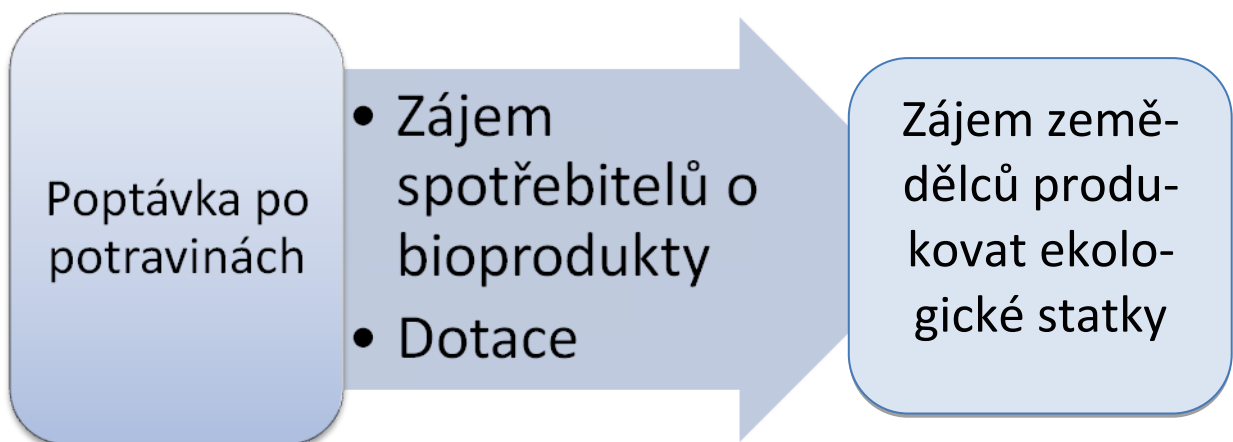 Poptávka po
potravinách
• Zájem
spotřebitelů o
bioprodukty
• Dotace
Zájem země-
dělců produ-
kovat ekolo-
gické statky